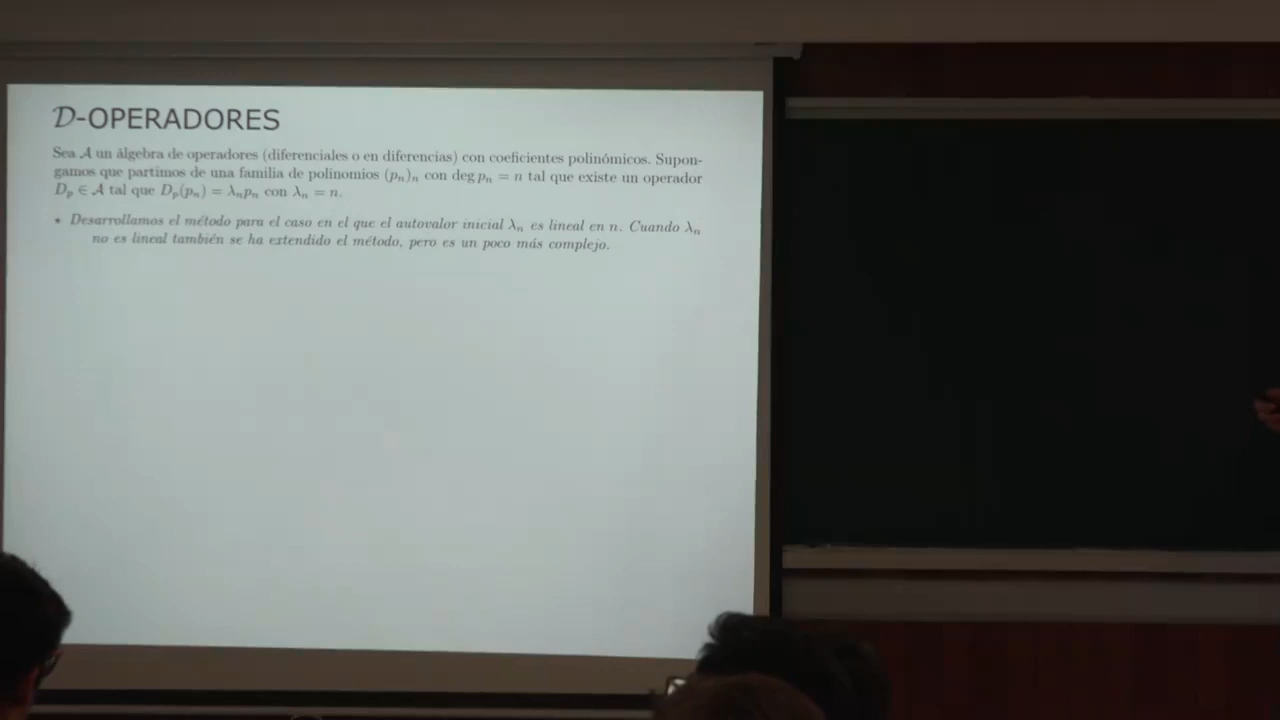 𝒟-OPERADORES
Sea 𝒜 un álgebra de operadores (diferenciales o en diferencias) con coeficientes polinómicos. Supon-
gamos que partimos de una familia de polinomios (pₙ)ₙ con deg pₙ = n tal que existe un operador
Dₚ ∈ 𝒜 tal que Dₚ(pₙ) = λₙpₙ con λₙ = n.
⋆ Desarrollamos el método para el caso en el que el autovalor inicial λₙ es lineal en n. Cuando λₙ
no es lineal también se ha extendido el método, pero es un poco más complejo.